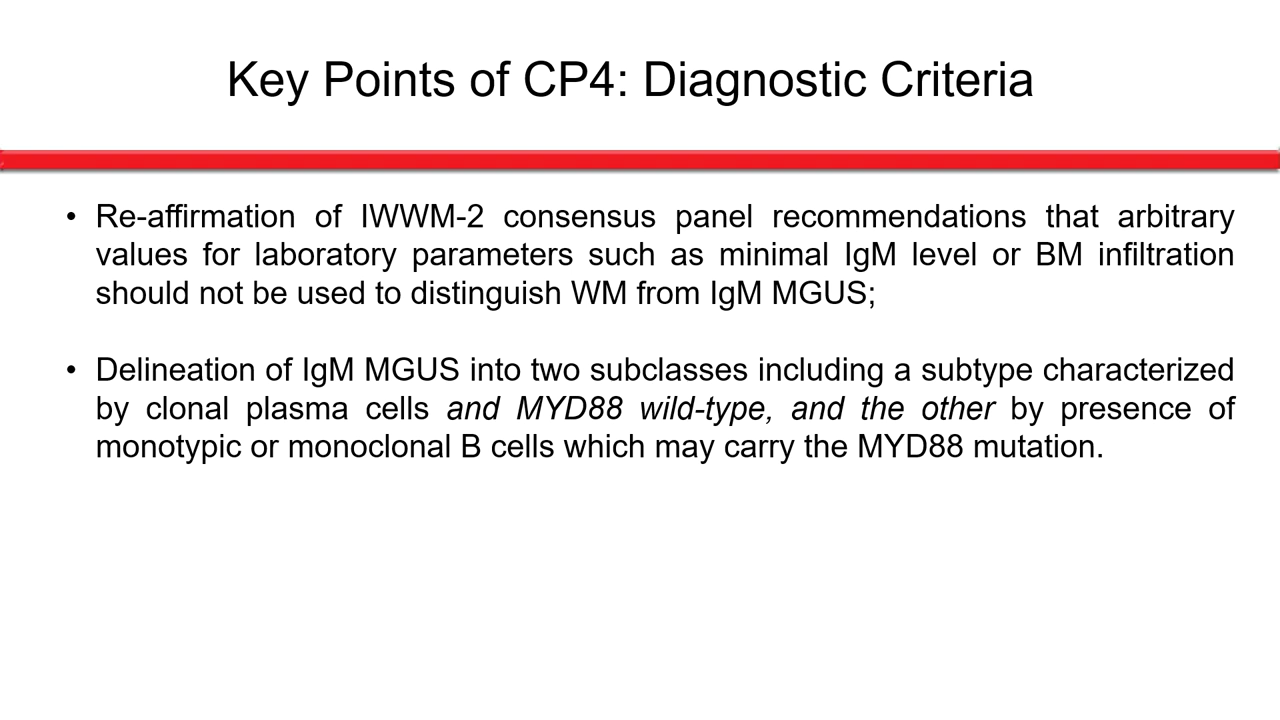 Key Points of CP4: Diagnostic Criteria
• Re-affirmation of IWWM-2 consensus panel recommendations that arbitrary
values for laboratory parameters such as minimal IgM level or BM infiltration
should not be used to distinguish WM from IgM MGUS;
• Delineation of IgM MGUS into two subclasses including a subtype characterized
by clonal plasma cells and MYD88 wild-type, and the other by presence of
monotypic or monoclonal B cells which may carry the MYD88 mutation.